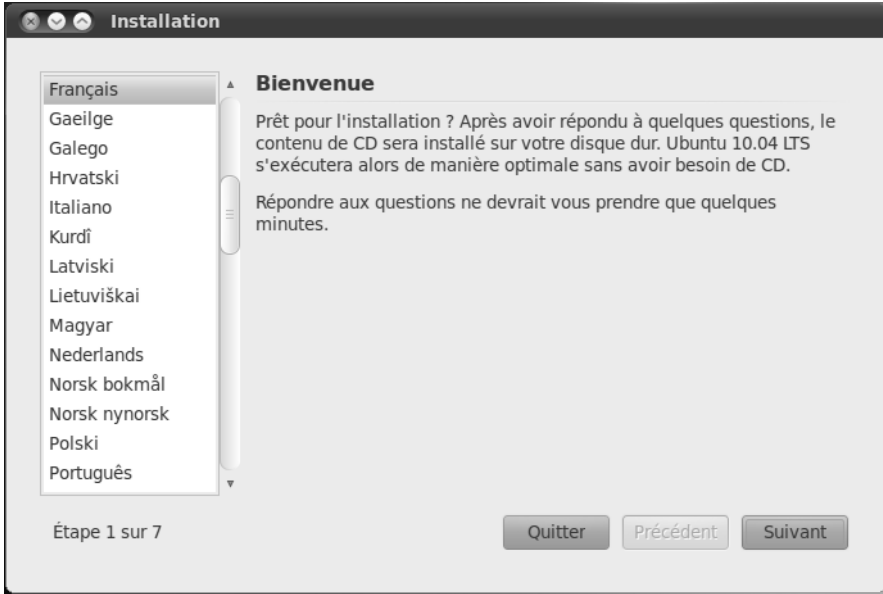 Installation
Français
Gaeilge
Galego
Hrvatski
Italiano
Kurdî
Latviski
Lietuviškai
Magyar
Nederlands
Norsk bokmål
Norsk nynorsk
Polski
Português
Bienvenue
Prêt pour l'installation ? Après avoir répondu à quelques questions, le
contenu de CD sera installé sur votre disque dur. Ubuntu 10.04 LTS
s'exécutera alors de manière optimale sans avoir besoin de CD.
Répondre aux questions ne devrait vous prendre que quelques
minutes.
Étape 1 sur 7
Quitter
Précédent
Suivant